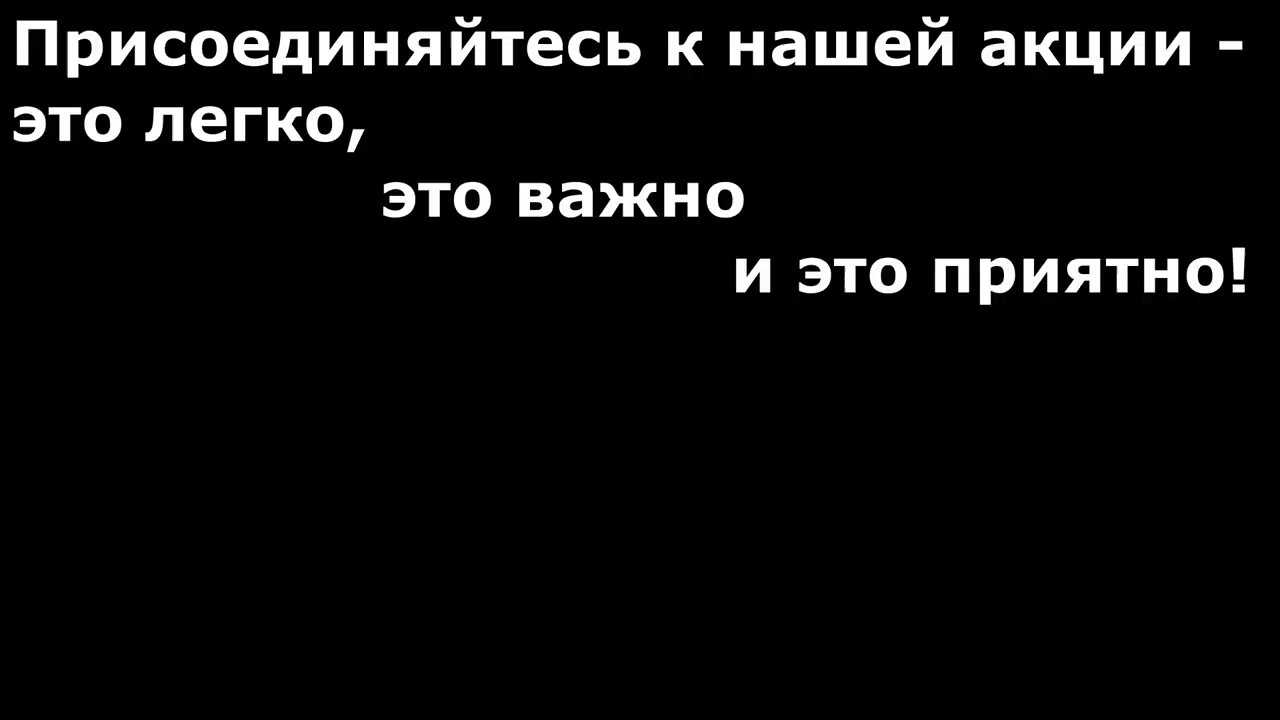 Присоединяйтесь к нашей акции -
это легко,
это важно
и это приятно!